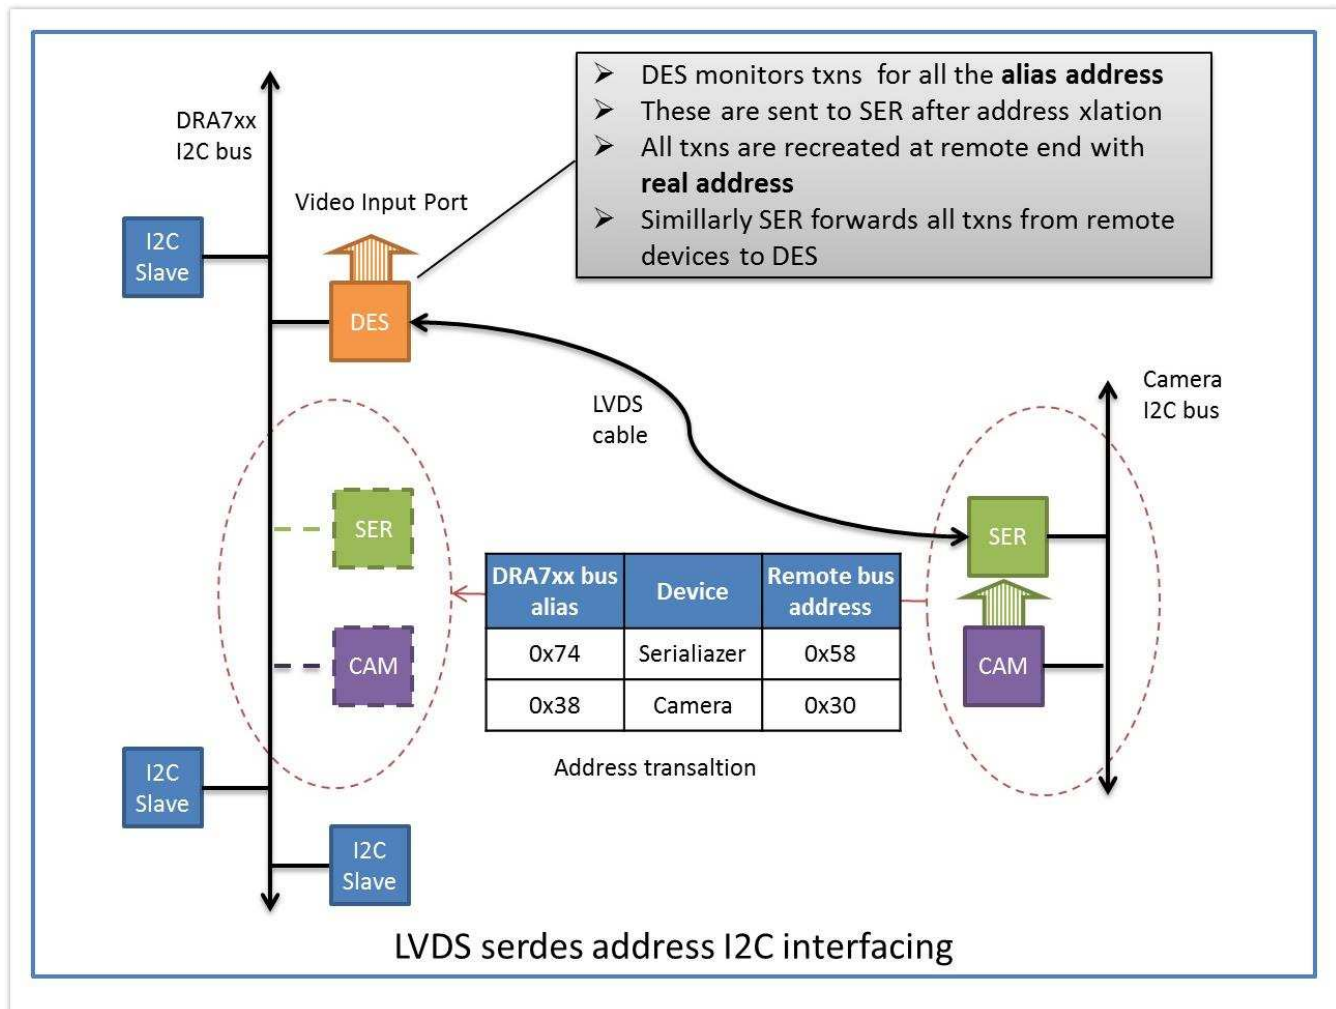 DRA7xx
I2C bus
Video Input Port
➢ DES monitors txns for all the alias address
➢ These are sent to SER after address xlation
➢ All txns are recreated at remote end with
real address
➢ Simillarly SER forwards all txns from remote
devices to DES
I2C
Slave
DES
LVDS
cable
Camera
I2C bus
SER
SER
DRA7xx bus
alias
Device
Remote bus
address
0x74
Serialiazer
0x58
CAM
CAM
0x38
Camera
0x30
Address transaltion
I2C
Slave
I2C
Slave
LVDS serdes address I2C interfacing